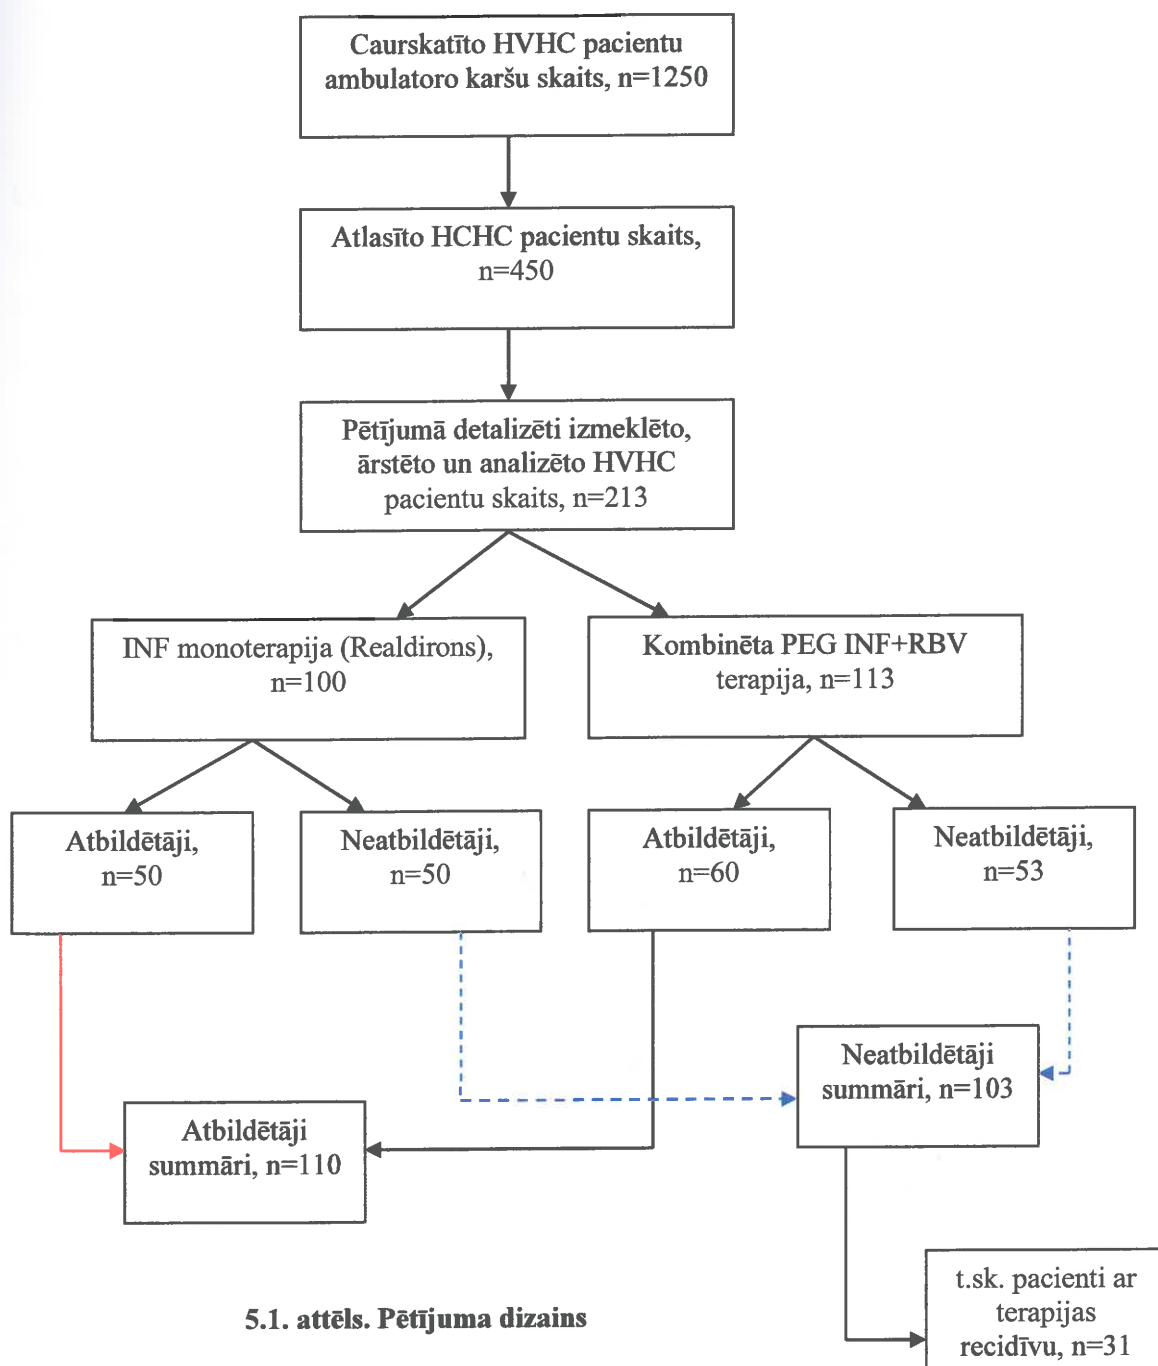 Caurskatīto HVHC pacientu
ambulatoro karšu skaits, n=1250
Atlasīto HCHC pacientu skaits,
n=450
Pētījumā detalizēti izmeklēto,
ārstēto un analizēto HVHC
pacientu skaits, n=213
INF monoterapija (Realdirons),
n=100
Kombinēta PEG INF+RBV
terapija, n=113
Atbildētāji,
n=50
Neatbildētāji,
n=50
Atbildētāji,
n=60
Neatbildētāji,
n=53
Neatbildētāji
summāri, n=103
Atbildētāji
summāri, n=110
t.sk. pacienti ar
terapijas
recidīvu, n=31
5.1. attēls. Pētījuma dizains